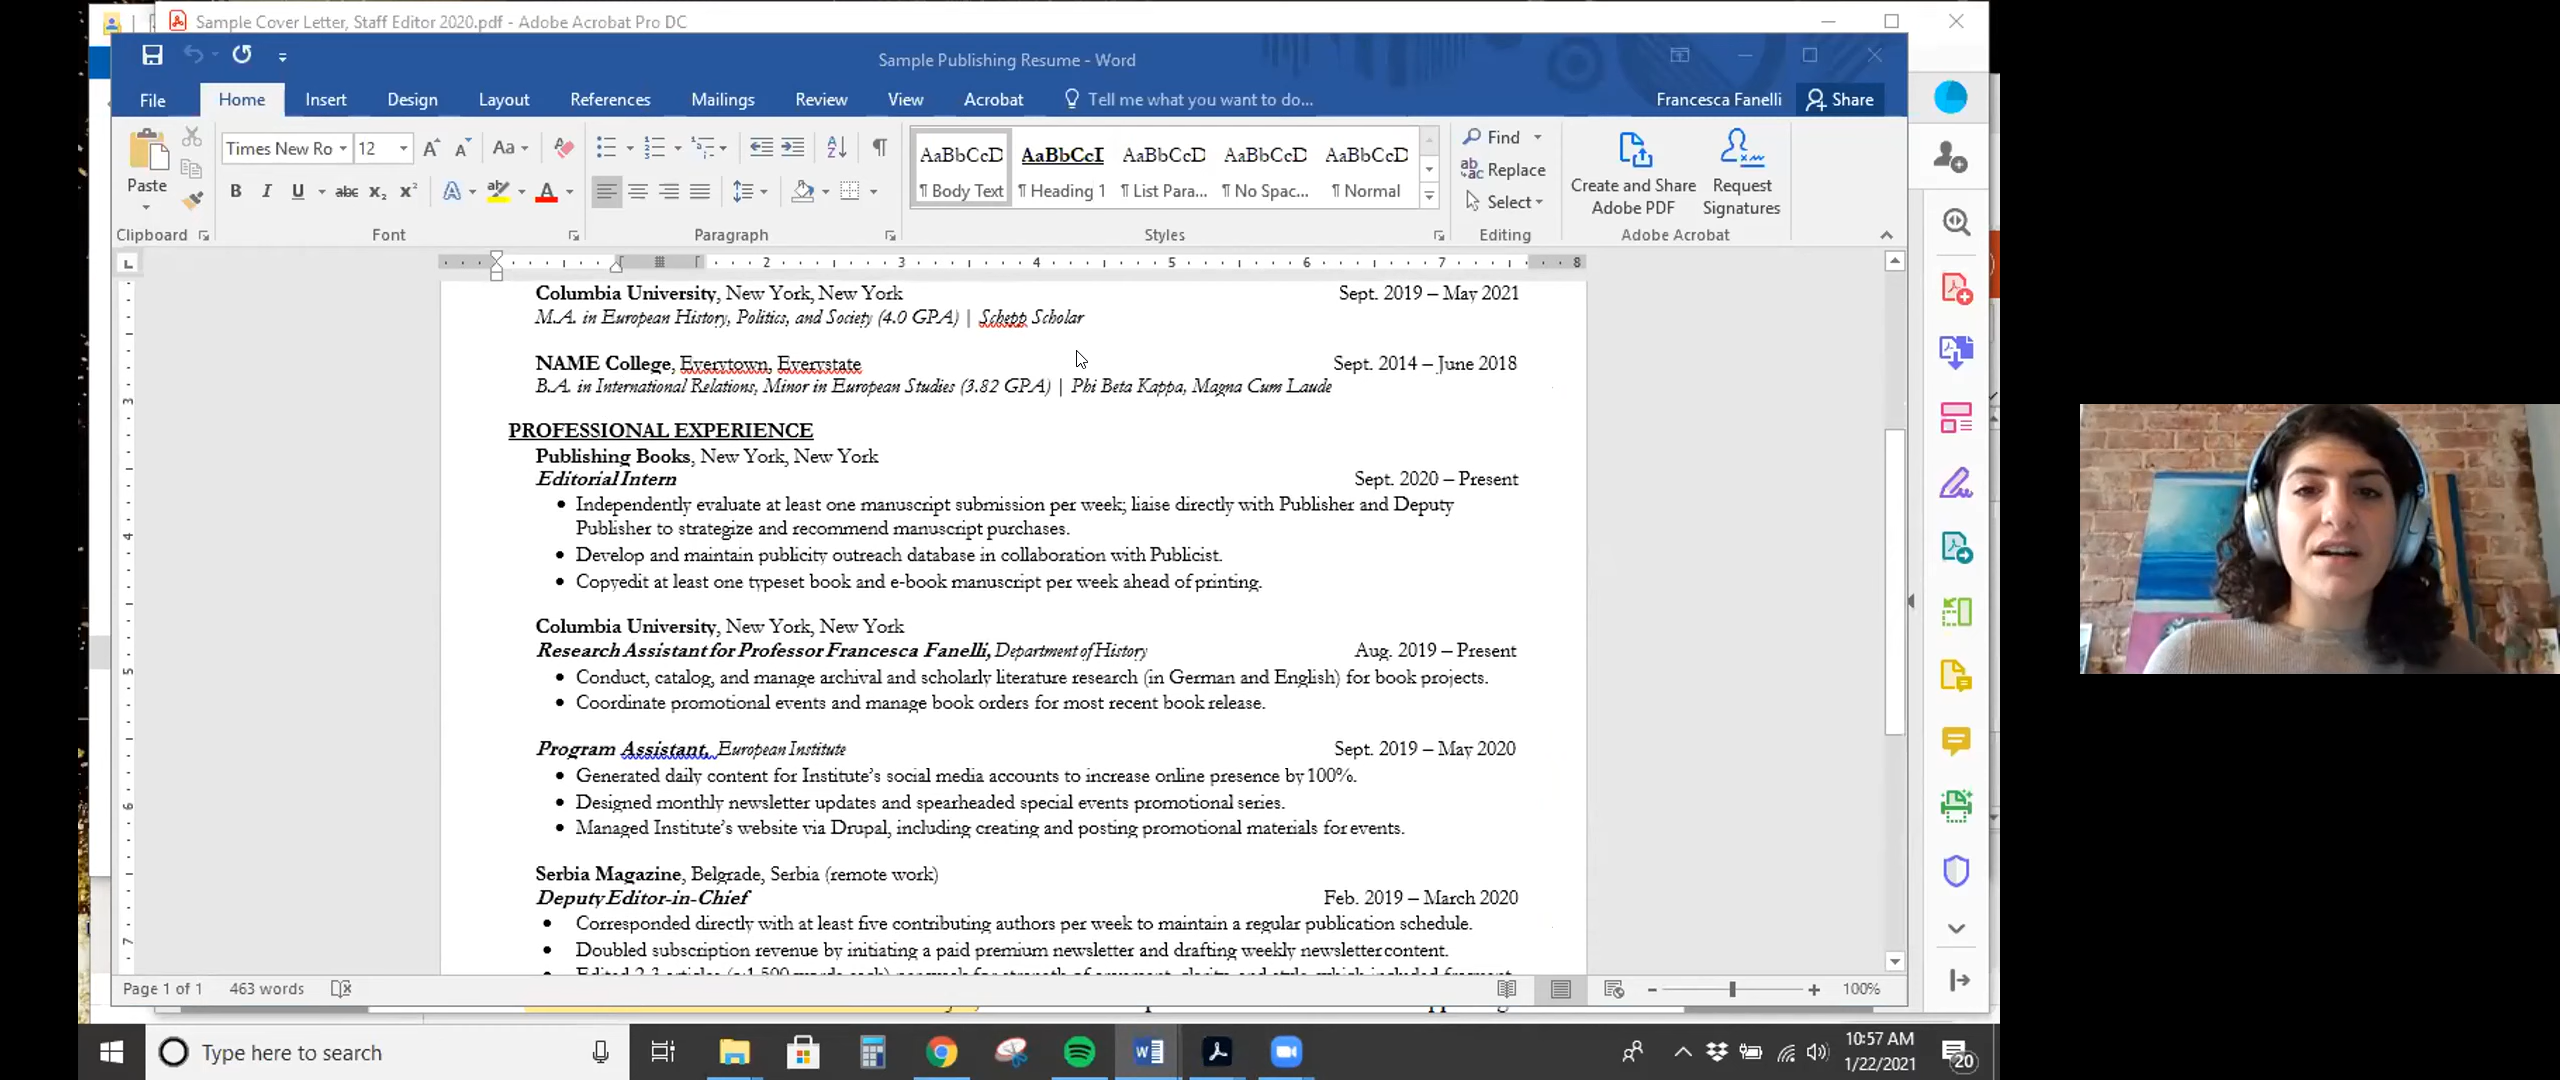 Sample Cover Letter, Staff Editor 2020.pdf - Adobe Acrobat Pro DC
Sample Publishing Resume - Word
File Home Insert Design Layout References Mailings Review View Acrobat Tell me what you want to do... Francesca Fanelli Share
Times New Ro 12 Aa
AaBbCcD AaBbCcI AaBbCcD AaBbCcD AaBbCcD
Find
Replace
Select
Paste
¶ Body Text ¶ Heading 1 ¶ List Para... ¶ No Spac... ¶ Normal
Create and Share Adobe PDF
Request Signatures
Clipboard Font Paragraph Styles Editing Adobe Acrobat
2 3 4 5 6 7 8
Columbia University, New York, New York Sept. 2019 – May 2021
M.A. in European History, Politics, and Society (4.0 GPA) | Schepp Scholar
NAME College, Everytown, Everystate Sept. 2014 – June 2018
B.A. in International Relations, Minor in European Studies (3.82 GPA) | Phi Beta Kappa, Magna Cum Laude
PROFESSIONAL EXPERIENCE
Publishing Books, New York, New York
Editorial Intern Sept. 2020 – Present
• Independently evaluate at least one manuscript submission per week; liaise directly with Publisher and Deputy
Publisher to strategize and recommend manuscript purchases.
• Develop and maintain publicity outreach database in collaboration with Publicist.
• Copyedit at least one typeset book and e-book manuscript per week ahead of printing.
Columbia University, New York, New York
Research Assistant for Professor Francesca Fanelli, Department of History Aug. 2019 – Present
• Conduct, catalog, and manage archival and scholarly literature research (in German and English) for book projects.
• Coordinate promotional events and manage book orders for most recent book release.
Program Assistant, European Institute Sept. 2019 – May 2020
• Generated daily content for Institute's social media accounts to increase online presence by 100%.
• Designed monthly newsletter updates and spearheaded special events promotional series.
• Managed Institute's website via Drupal, including creating and posting promotional materials for events.
Serbia Magazine, Belgrade, Serbia (remote work)
Deputy Editor-in-Chief Feb. 2019 – March 2020
• Corresponded directly with at least five contributing authors per week to maintain a regular publication schedule.
• Doubled subscription revenue by initiating a paid premium newsletter and drafting weekly newsletter content.
Page 1 of 1 463 words 100%
Type here to search
10:57 AM
1/22/2021
20